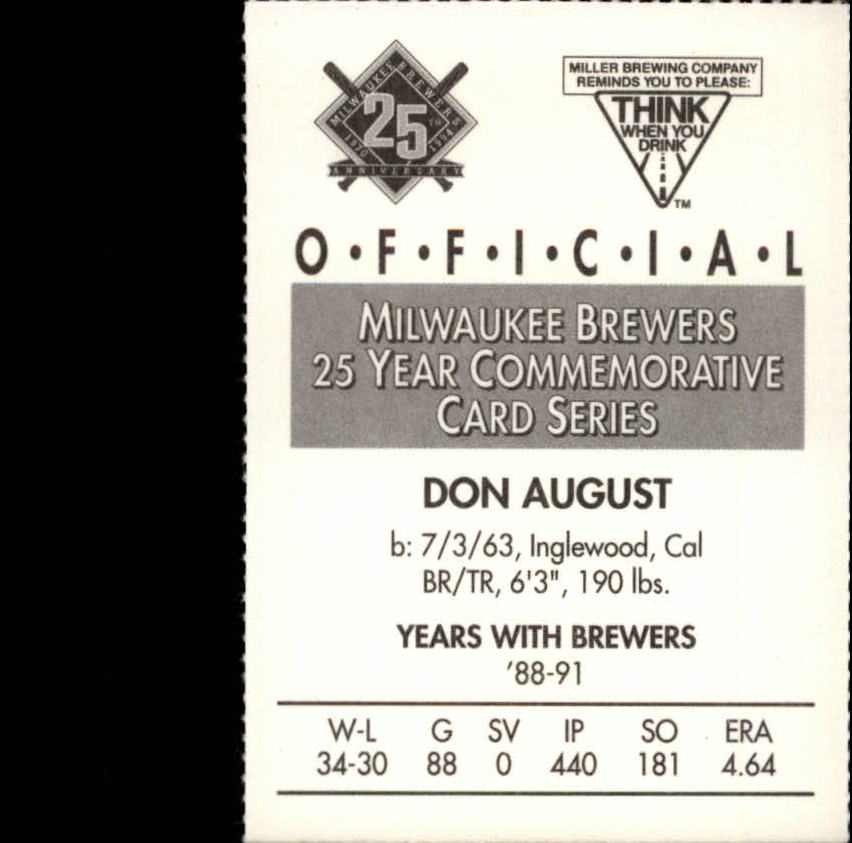 MILWAUKEE BREWERS
25TH
1970 1994
ANNIVERSARY
MILLER BREWING COMPANY
REMINDS YOU TO PLEASE:
THINK
WHEN YOU
DRINK
TM
O•F•F•I•C•I•A•L
MILWAUKEE BREWERS
25 YEAR COMMEMORATIVE
CARD SERIES
DON AUGUST
b: 7/3/63, Inglewood, Cal
BR/TR, 6'3", 190 lbs.
YEARS WITH BREWERS
'88-91
W-L G SV IP SO ERA
34-30 88 0 440 181 4.64